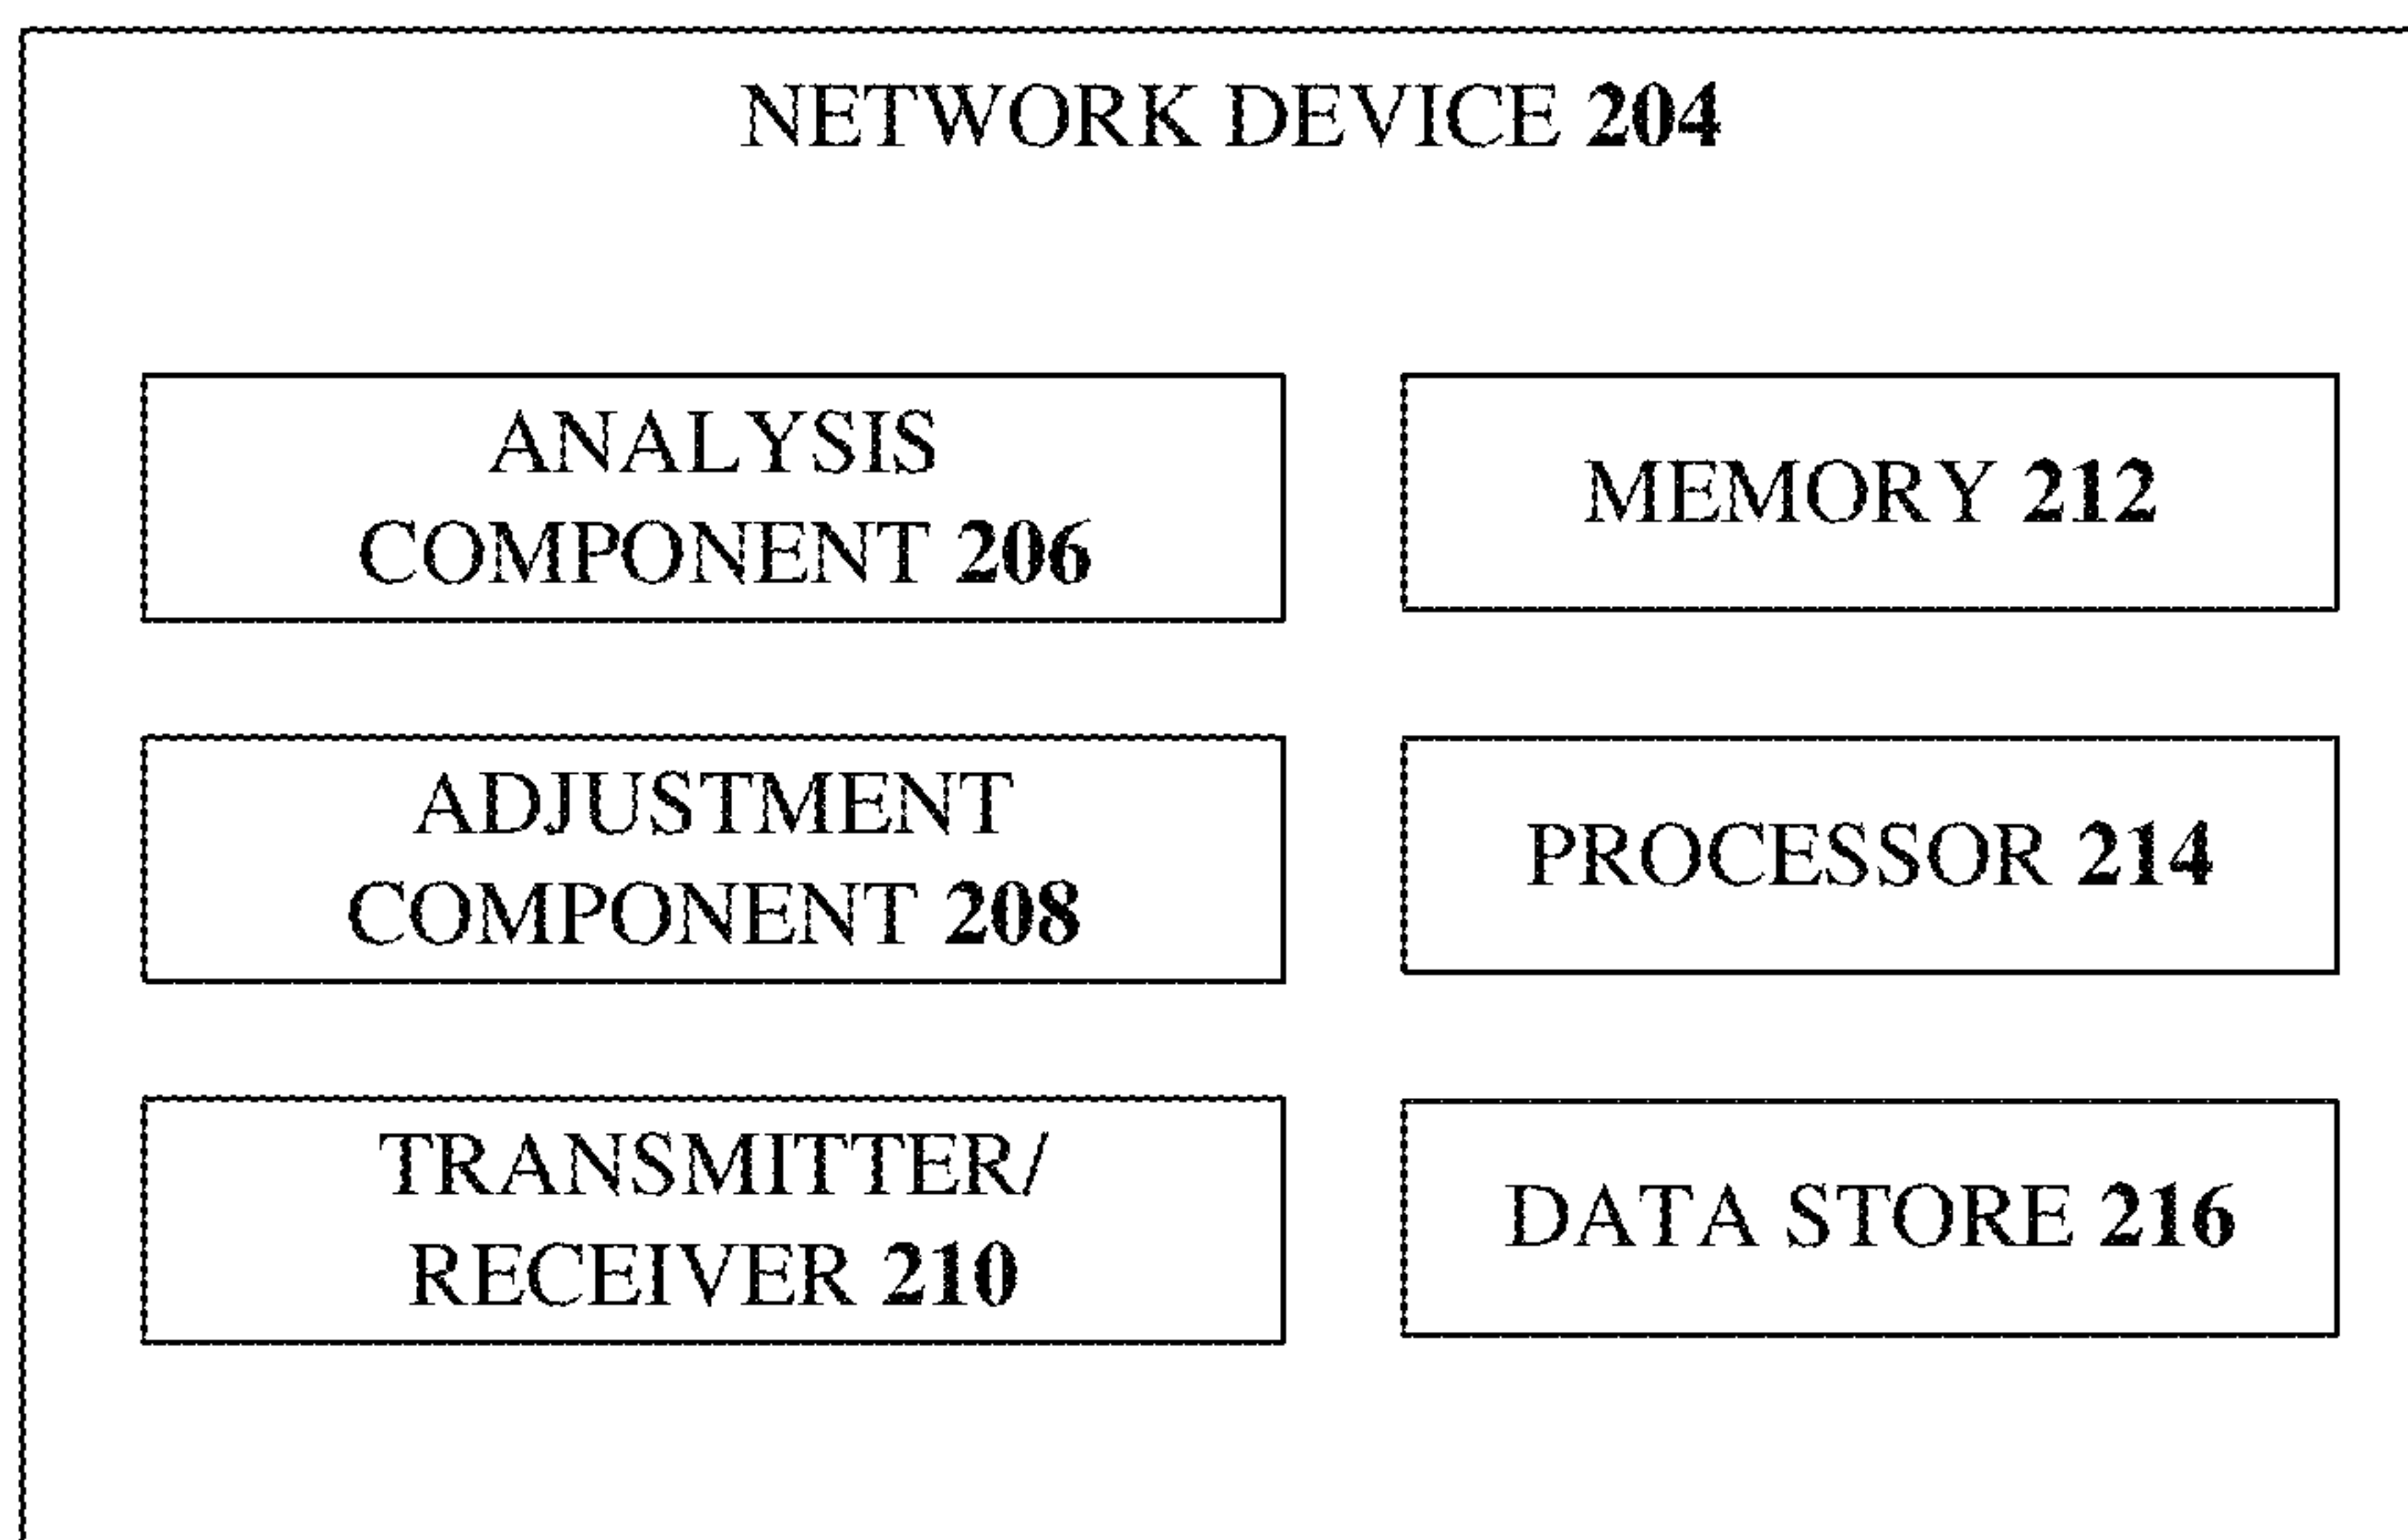 NETWORK DEVICE 204
ANALYSIS
COMPONENT 206
MEMORY 212
ADJUSTMENT
COMPONENT 208
PROCESSOR 214
TRANSMITTER/
RECEIVER 210
DATA STORE 216